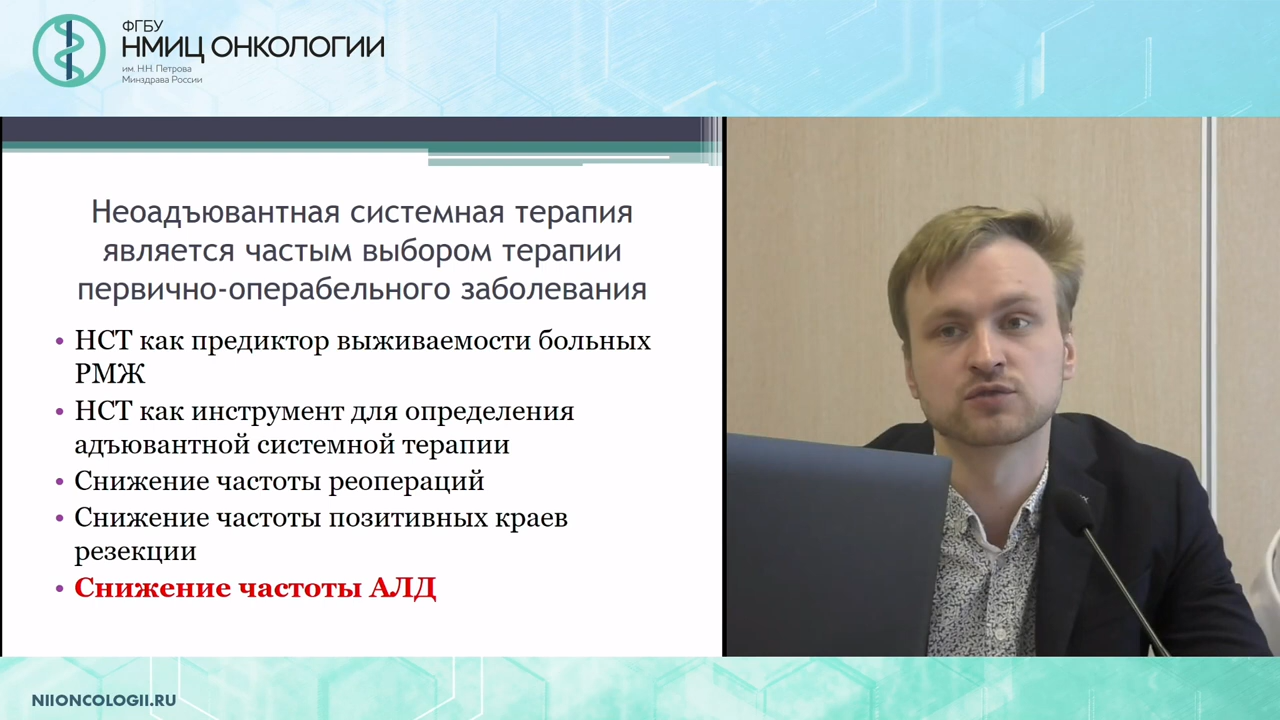 ФГБУ
НМИЦ ОНКОЛОГИИ
им. Н.Н. Петрова
Минздрава России
Неоадъювантная системная терапия
является частым выбором терапии
первично-операбельного заболевания
• НСТ как предиктор выживаемости больных
РМЖ
• НСТ как инструмент для определения
адъювантной системной терапии
• Снижение частоты реопераций
• Снижение частоты позитивных краев
резекции
• Снижение частоты АЛД
NIIONCOLOGII.RU